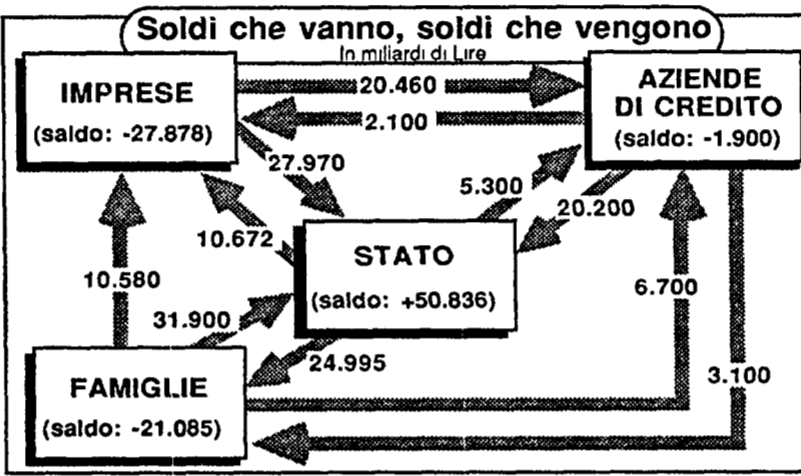 Soldi che vanno, soldi che vengono
In miliardi di Lire
IMPRESE
(saldo: -27.878)
20.460
2.100
AZIENDE
DI CREDITO
(saldo: -1.900)
27.970
5.300
20.200
10.672
STATO
(saldo: +50.836)
10.580
6.700
31.900
24.995
3.100
FAMIGLIE
(saldo: -21.085)